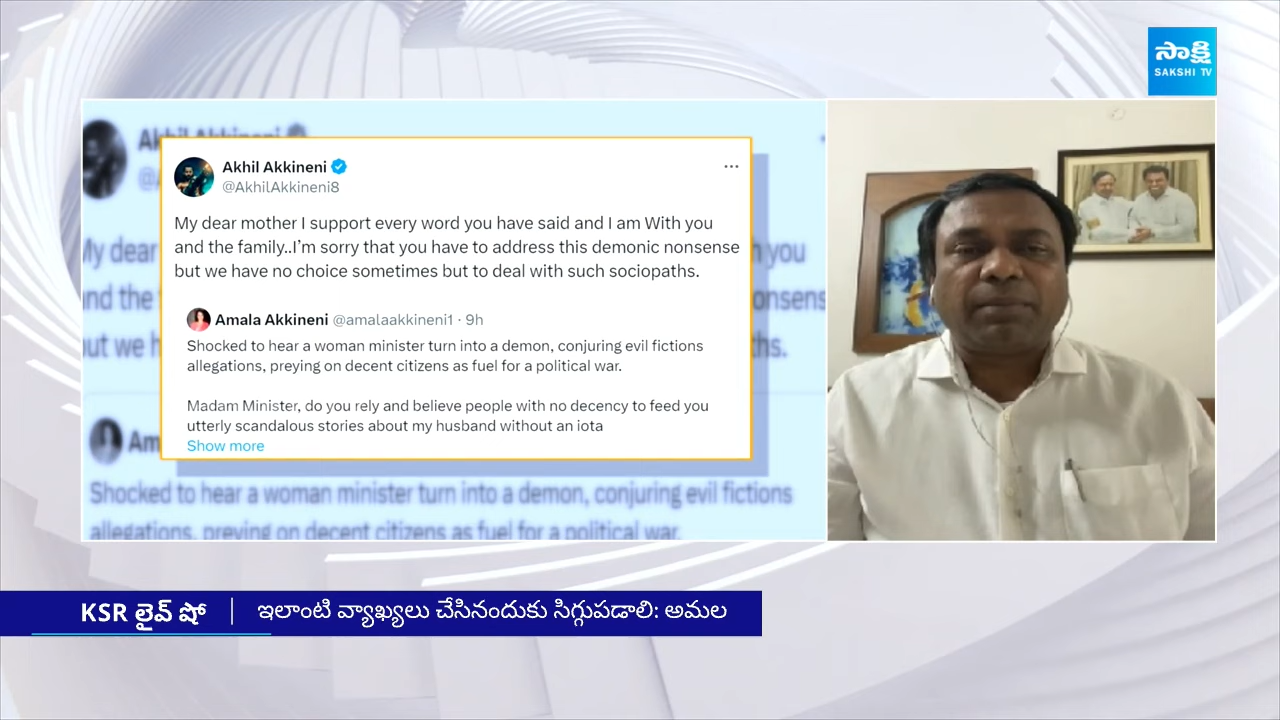 సాక్షి
SAKSHI TV
Akhil Akkineni
@AkhilAkkineni8
My dear mother I support every word you have said and I am With you
and the family..I'm sorry that you have to address this demonic nonsense
but we have no choice sometimes but to deal with such sociopaths.
Amala Akkineni @amalaakkineni1 · 9h
Shocked to hear a woman minister turn into a demon, conjuring evil fictions
allegations, preying on decent citizens as fuel for a political war.
Madam Minister, do you rely and believe people with no decency to feed you
utterly scandalous stories about my husband without an iota
Show more
Shocked to hear a woman minister turn into a demon, conjuring evil fictions
allegations, preying on decent citizens as fuel for a political war.
KSR లైవ్ షో
ఇలాంటి వ్యాఖ్యలు చేసినందుకు సిగ్గుపడాలి: అమల